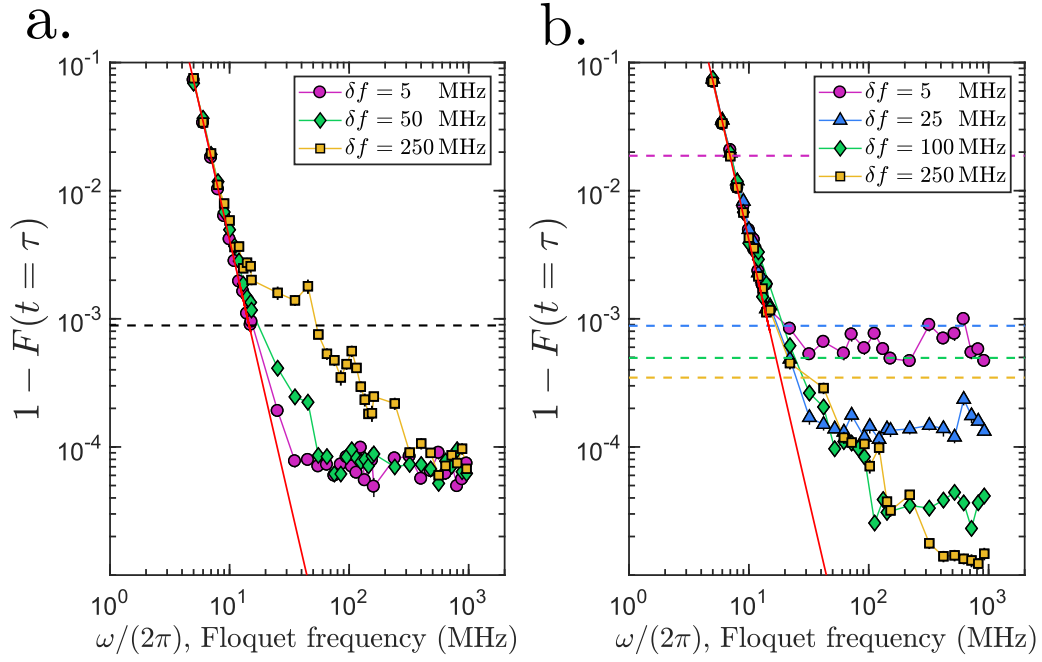 a.
10^{-1}
10^{-2}
10^{-3}
10^{-4}
1 − F(t = τ)
δf = 5 MHz
δf = 50 MHz
δf = 250 MHz
10^0 10^1 10^2 10^3
ω/(2π), Floquet frequency (MHz)
b.
10^{-1}
10^{-2}
10^{-3}
10^{-4}
1 − F(t = τ)
δf = 5 MHz
δf = 25 MHz
δf = 100 MHz
δf = 250 MHz
10^0 10^1 10^2 10^3
ω/(2π), Floquet frequency (MHz)